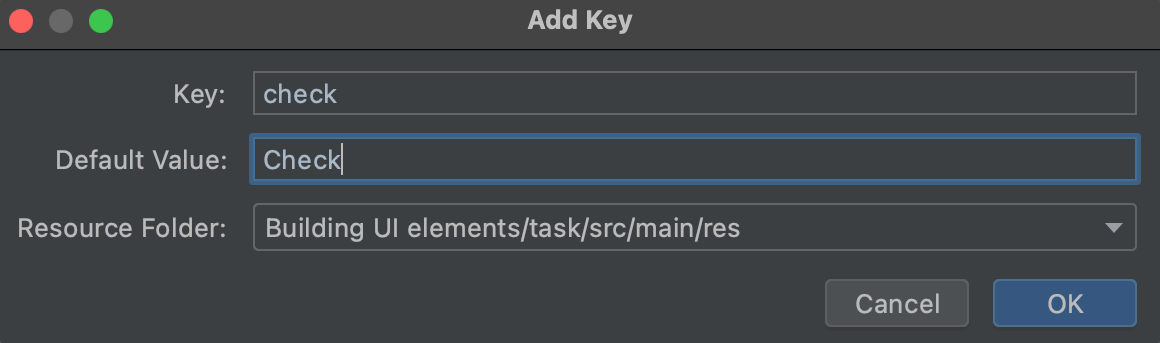 Add Key
Key: check
Default Value: Check
Resource Folder: Building UI elements/task/src/main/res
Cancel OK